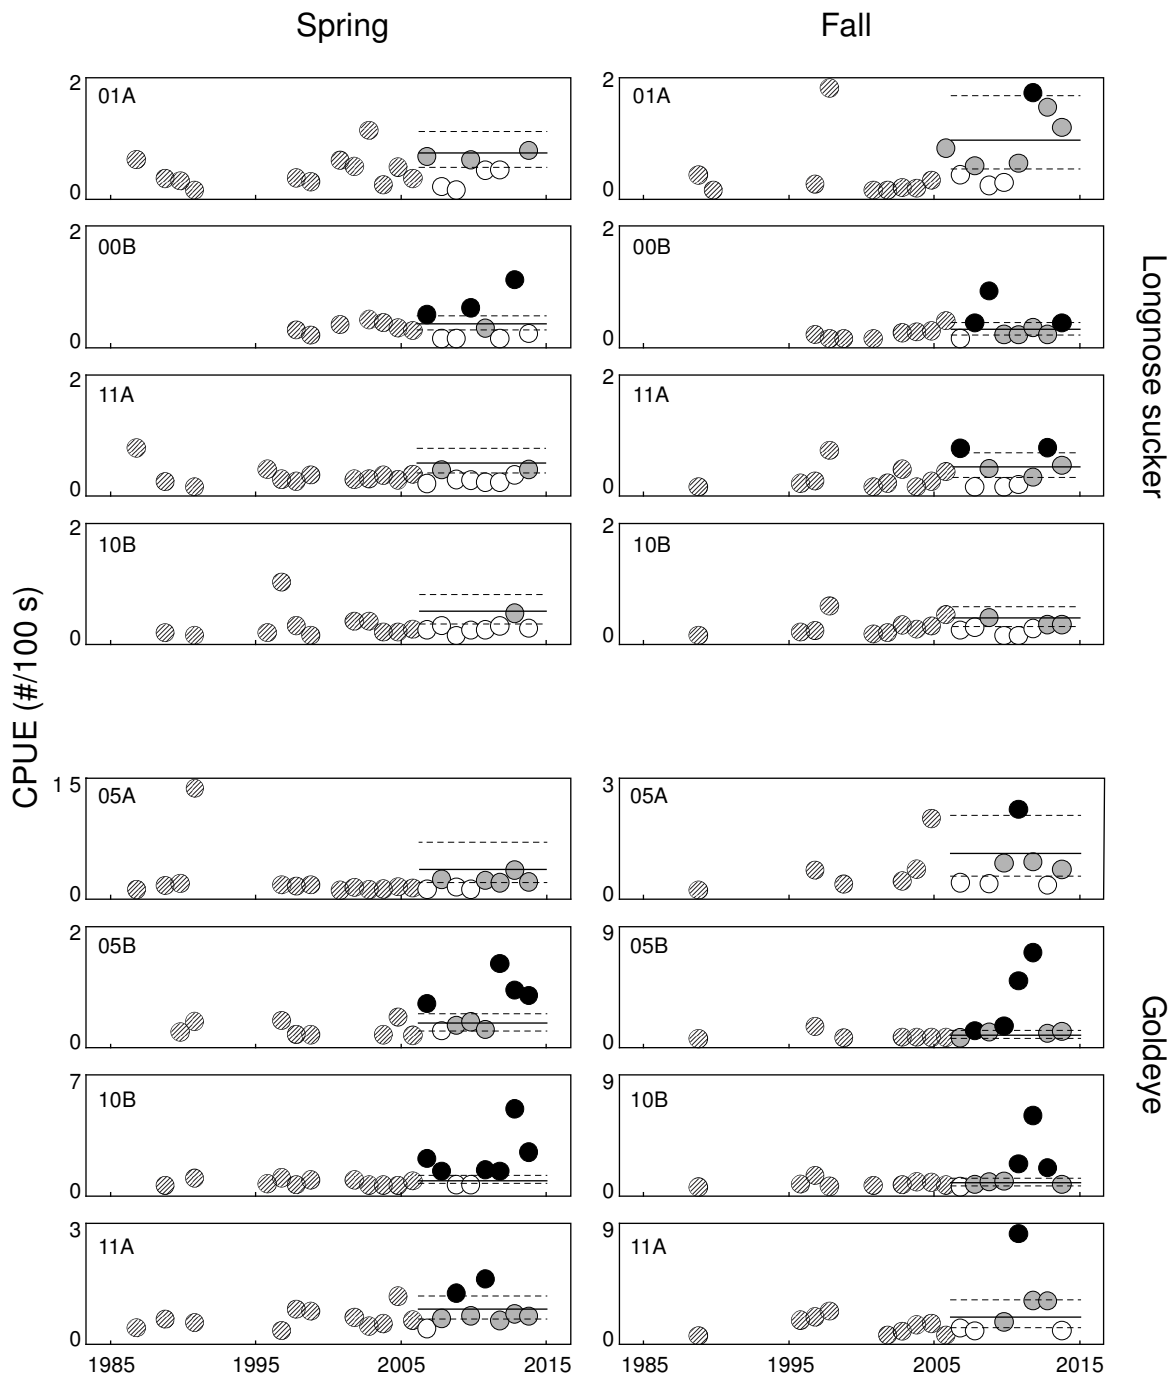 Spring Fall
2 01A 0 2 01A 0
2 00B 0 2 00B 0
2 11A 0 2 11A 0
2 10B 0 2 10B 0
Longnose sucker
CPUE (#/100 s)
1 5 05A 0 3 05A 0
2 05B 0 9 05B 0
7 10B 0 9 10B 0
3 11A 0 9 11A 0
Goldeye
1985 1995 2005 2015 1985 1995 2005 2015